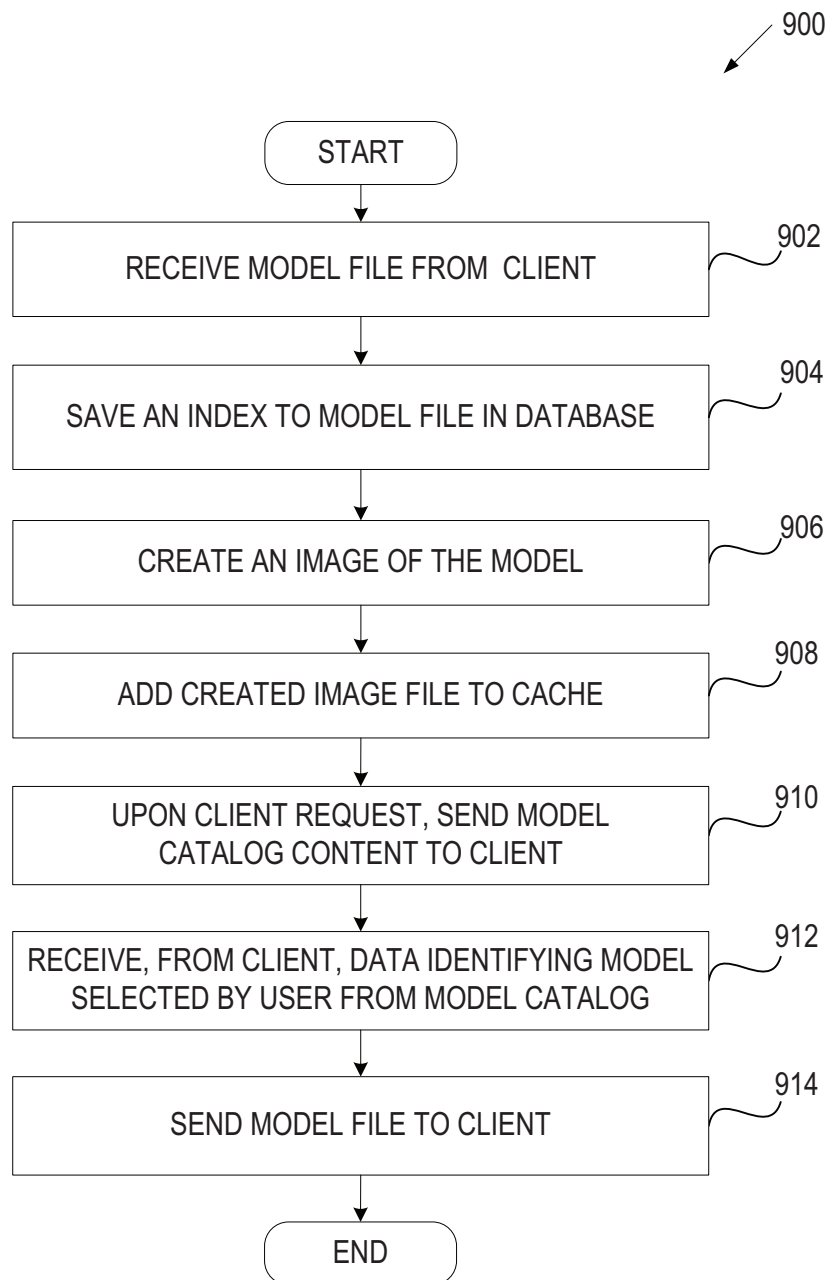 900
START
RECEIVE MODEL FILE FROM CLIENT
902
SAVE AN INDEX TO MODEL FILE IN DATABASE
904
CREATE AN IMAGE OF THE MODEL
906
ADD CREATED IMAGE FILE TO CACHE
908
UPON CLIENT REQUEST, SEND MODEL
CATALOG CONTENT TO CLIENT
910
RECEIVE, FROM CLIENT, DATA IDENTIFYING MODEL
SELECTED BY USER FROM MODEL CATALOG
912
SEND MODEL FILE TO CLIENT
914
END